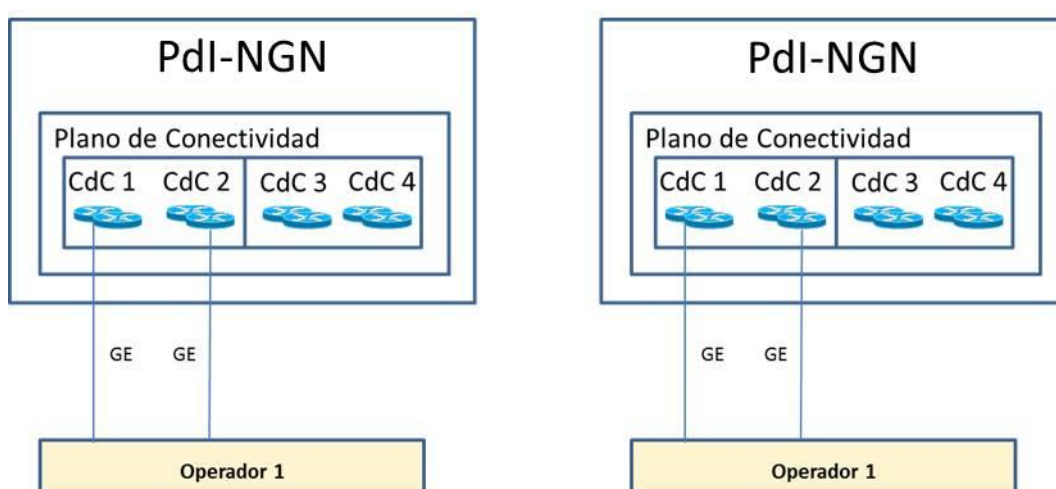 PdI-NGN
Plano de Conectividad
CdC 1 CdC 2 CdC 3 CdC 4
GE GE
Operador 1
PdI-NGN
Plano de Conectividad
CdC 1 CdC 2 CdC 3 CdC 4
GE GE
Operador 1